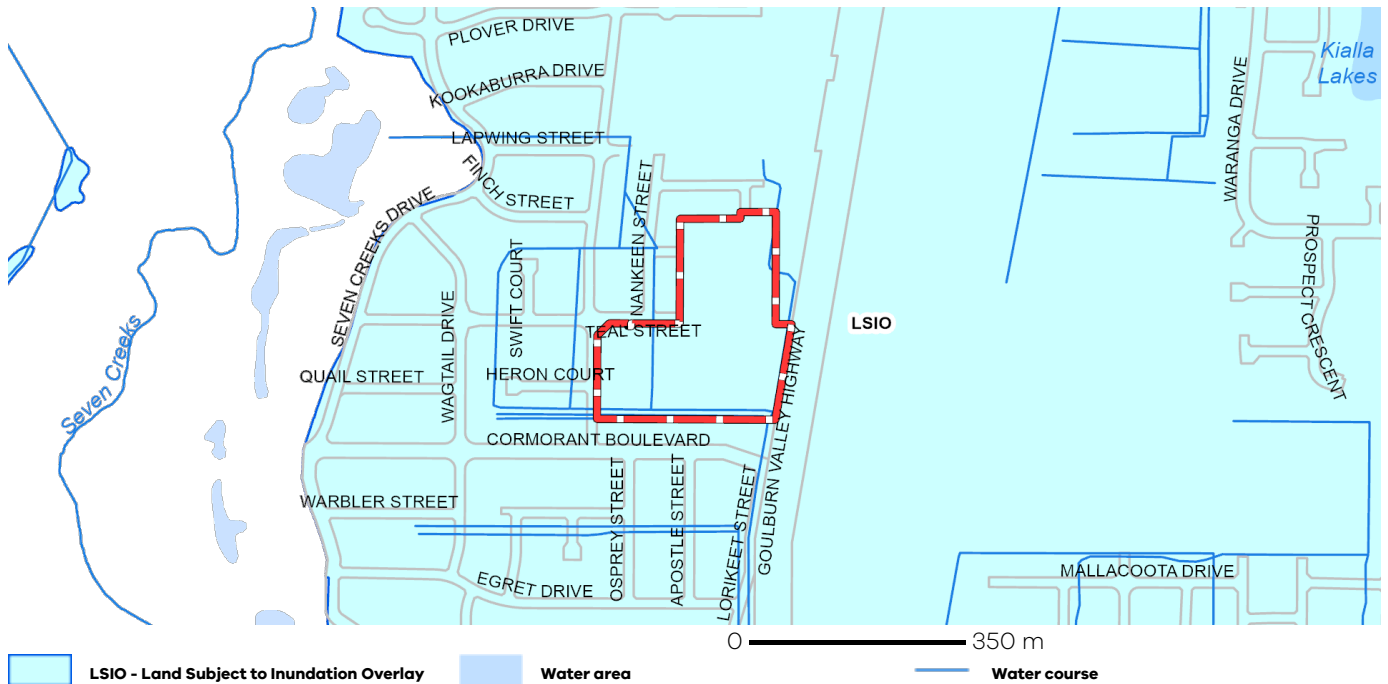 PLOVER DRIVE
KOOKABURRA DRIVE
LAPWING STREET
FINCH STREET
SEVEN CREEKS DRIVE
NANKEEN STREET
SWIFT COURT
WAGTAIL DRIVE
TEAL STREET
QUAIL STREET
HERON COURT
CORMORANT BOULEVARD
WARBLER STREET
OSPREY STREET
APOSTLE STREET
LORIKEET STREET
GOULBURN VALLEY HIGHWAY
EGRET DRIVE
Seven Creeks
LSIO
Kialla
Lakes
WARANGA DRIVE
PROSPECT CRESCENT
MALLACOOTA DRIVE
0 350 m
LSIO - Land Subject to Inundation Overlay
Water area
Water course